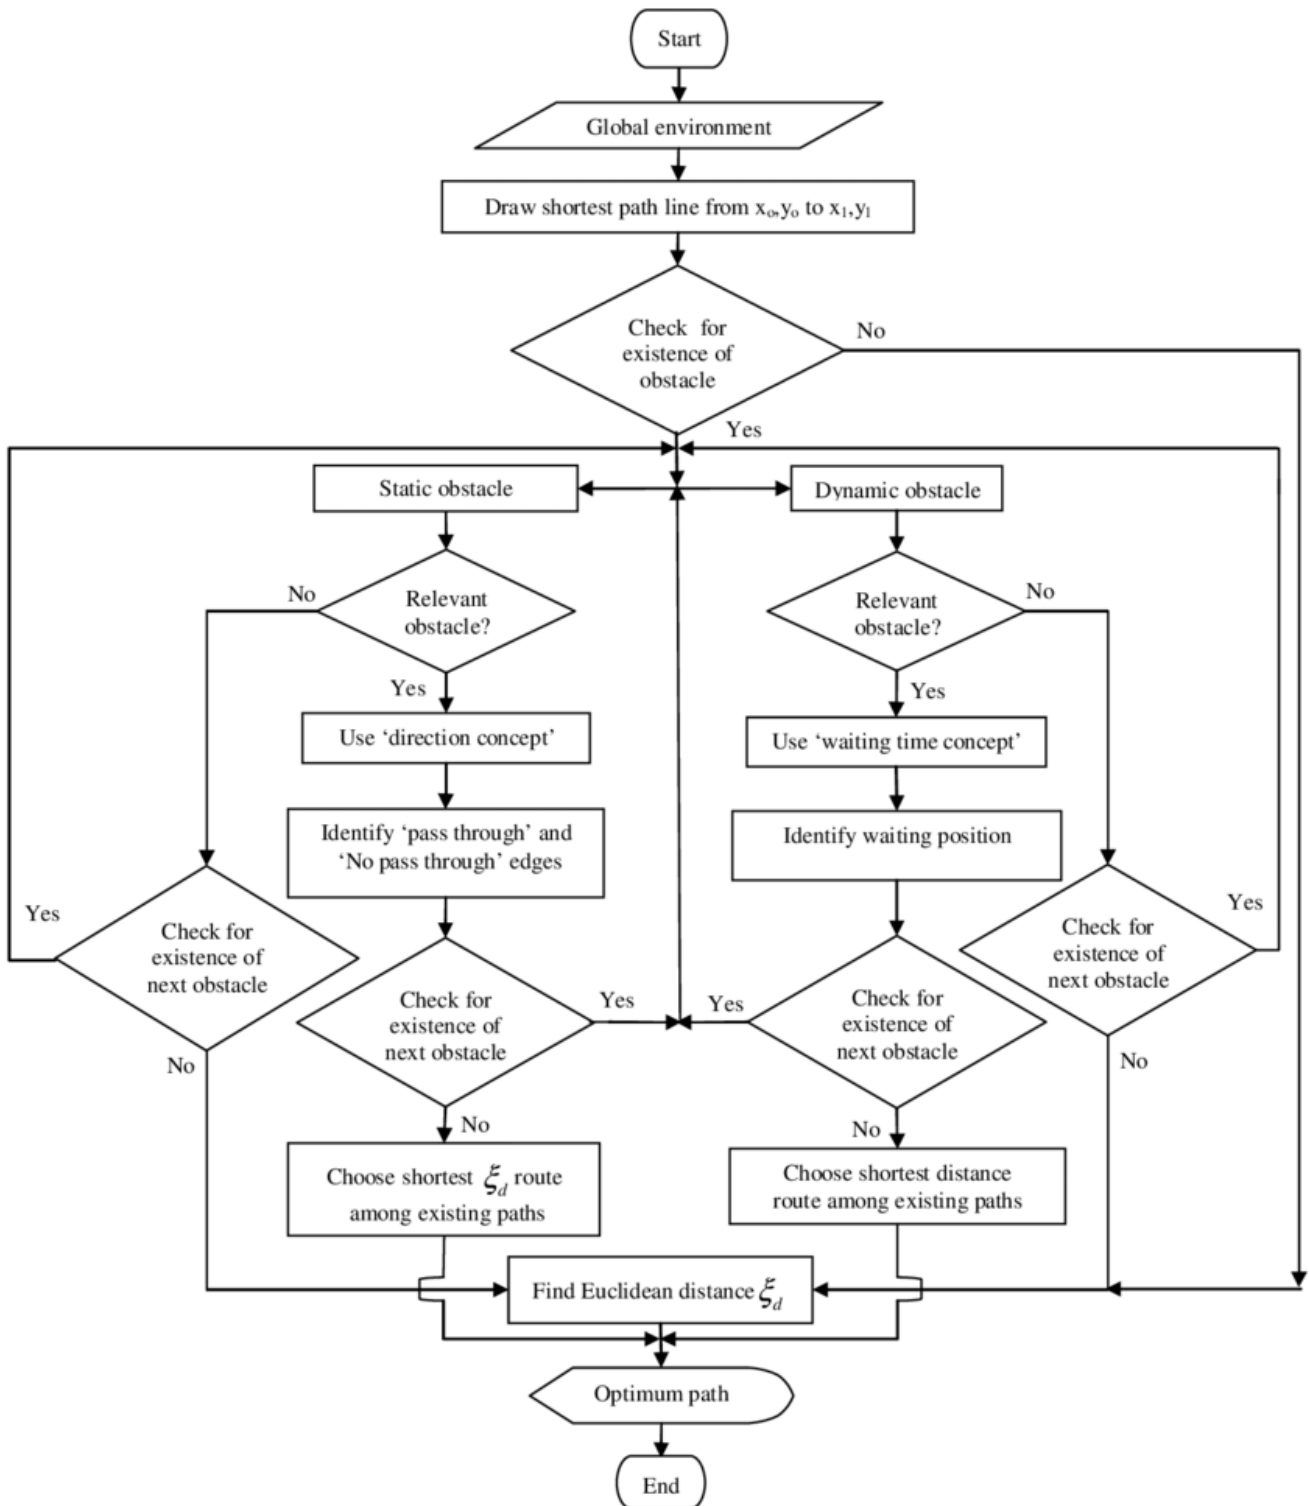 Start
Global environment
Draw shortest path line from xₒ,yₒ to x₁,y₁
Check for
existence of
obstacle
No
Yes
Static obstacle
Dynamic obstacle
No
Relevant
obstacle?
Relevant
obstacle?
No
Yes
Yes
Use ‘direction concept’
Use ‘waiting time concept’
Identify ‘pass through’ and
‘No pass through’ edges
Identify waiting position
Yes
Check for
existence of
next obstacle
Check for
existence of
next obstacle
Yes
Yes
Check for
existence of
next obstacle
Check for
existence of
next obstacle
Yes
No
No
No
No
Choose shortest ξ_d route
among existing paths
Choose shortest distance
route among existing paths
Find Euclidean distance ξ_d
Optimum path
End